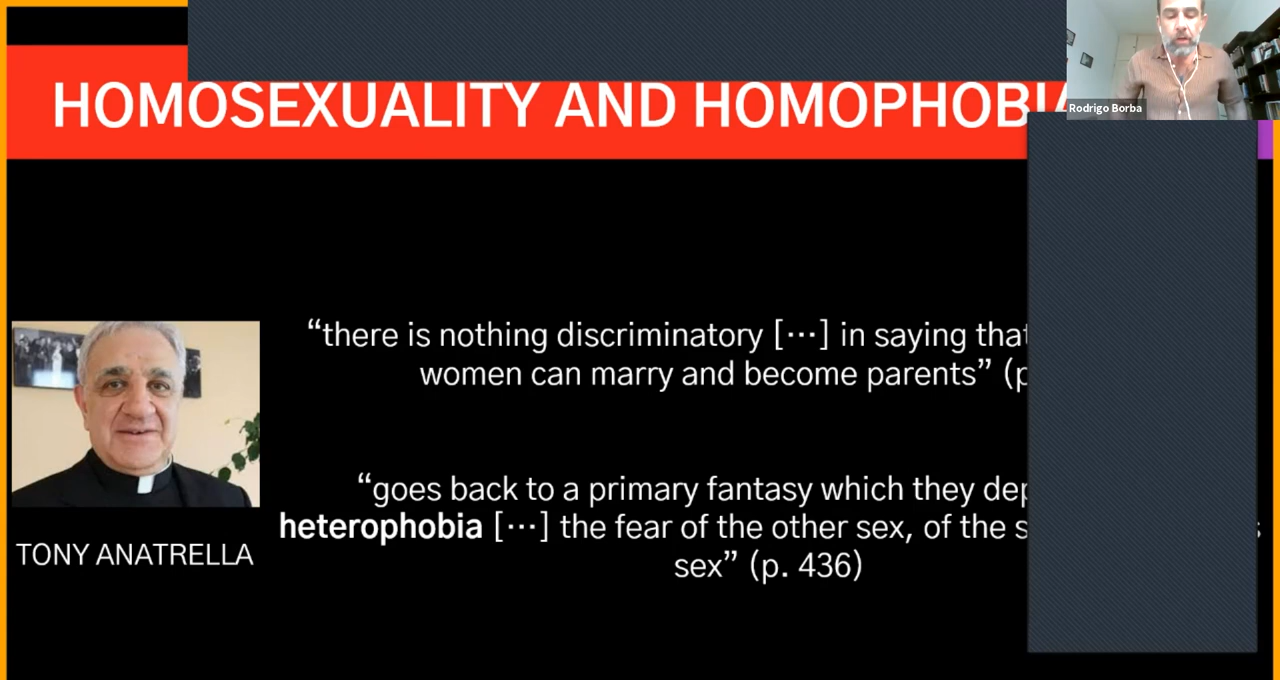 HOMOSEXUALITY AND HOMOPHOBIA
Rodrigo Borba
“there is nothing discriminatory [···] in saying that
women can marry and become parents” (p
“goes back to a primary fantasy which they dep
heterophobia [···] the fear of the other sex, of the s
sex” (p. 436)
TONY ANATRELLA